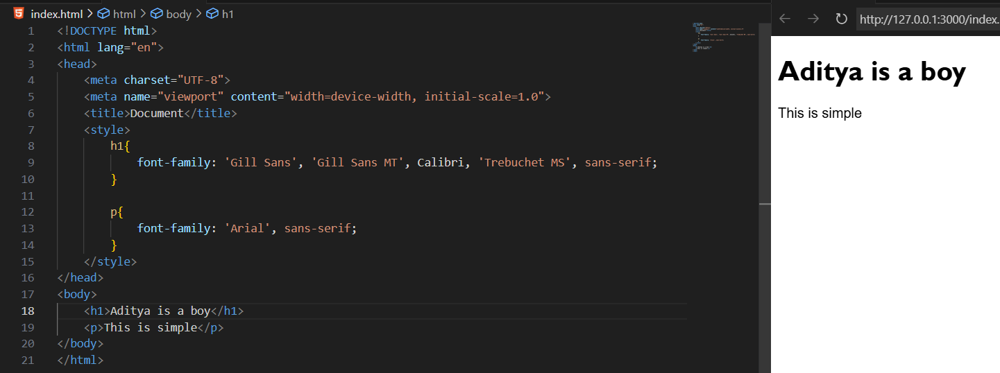 index.html > html > body > h1
1 <!DOCTYPE html>
2 <html lang="en">
3 <head>
4     <meta charset="UTF-8">
5     <meta name="viewport" content="width=device-width, initial-scale=1.0">
6     <title>Document</title>
7     <style>
8         h1{
9             font-family: 'Gill Sans', 'Gill Sans MT', Calibri, 'Trebuchet MS', sans-serif;
10         }
11
12         p{
13             font-family: 'Arial', sans-serif;
14         }
15     </style>
16 </head>
17 <body>
18     <h1>Aditya is a boy</h1>
19     <p>This is simple</p>
20 </body>
21 </html>
http://127.0.0.1:3000/index.
Aditya is a boy
This is simple